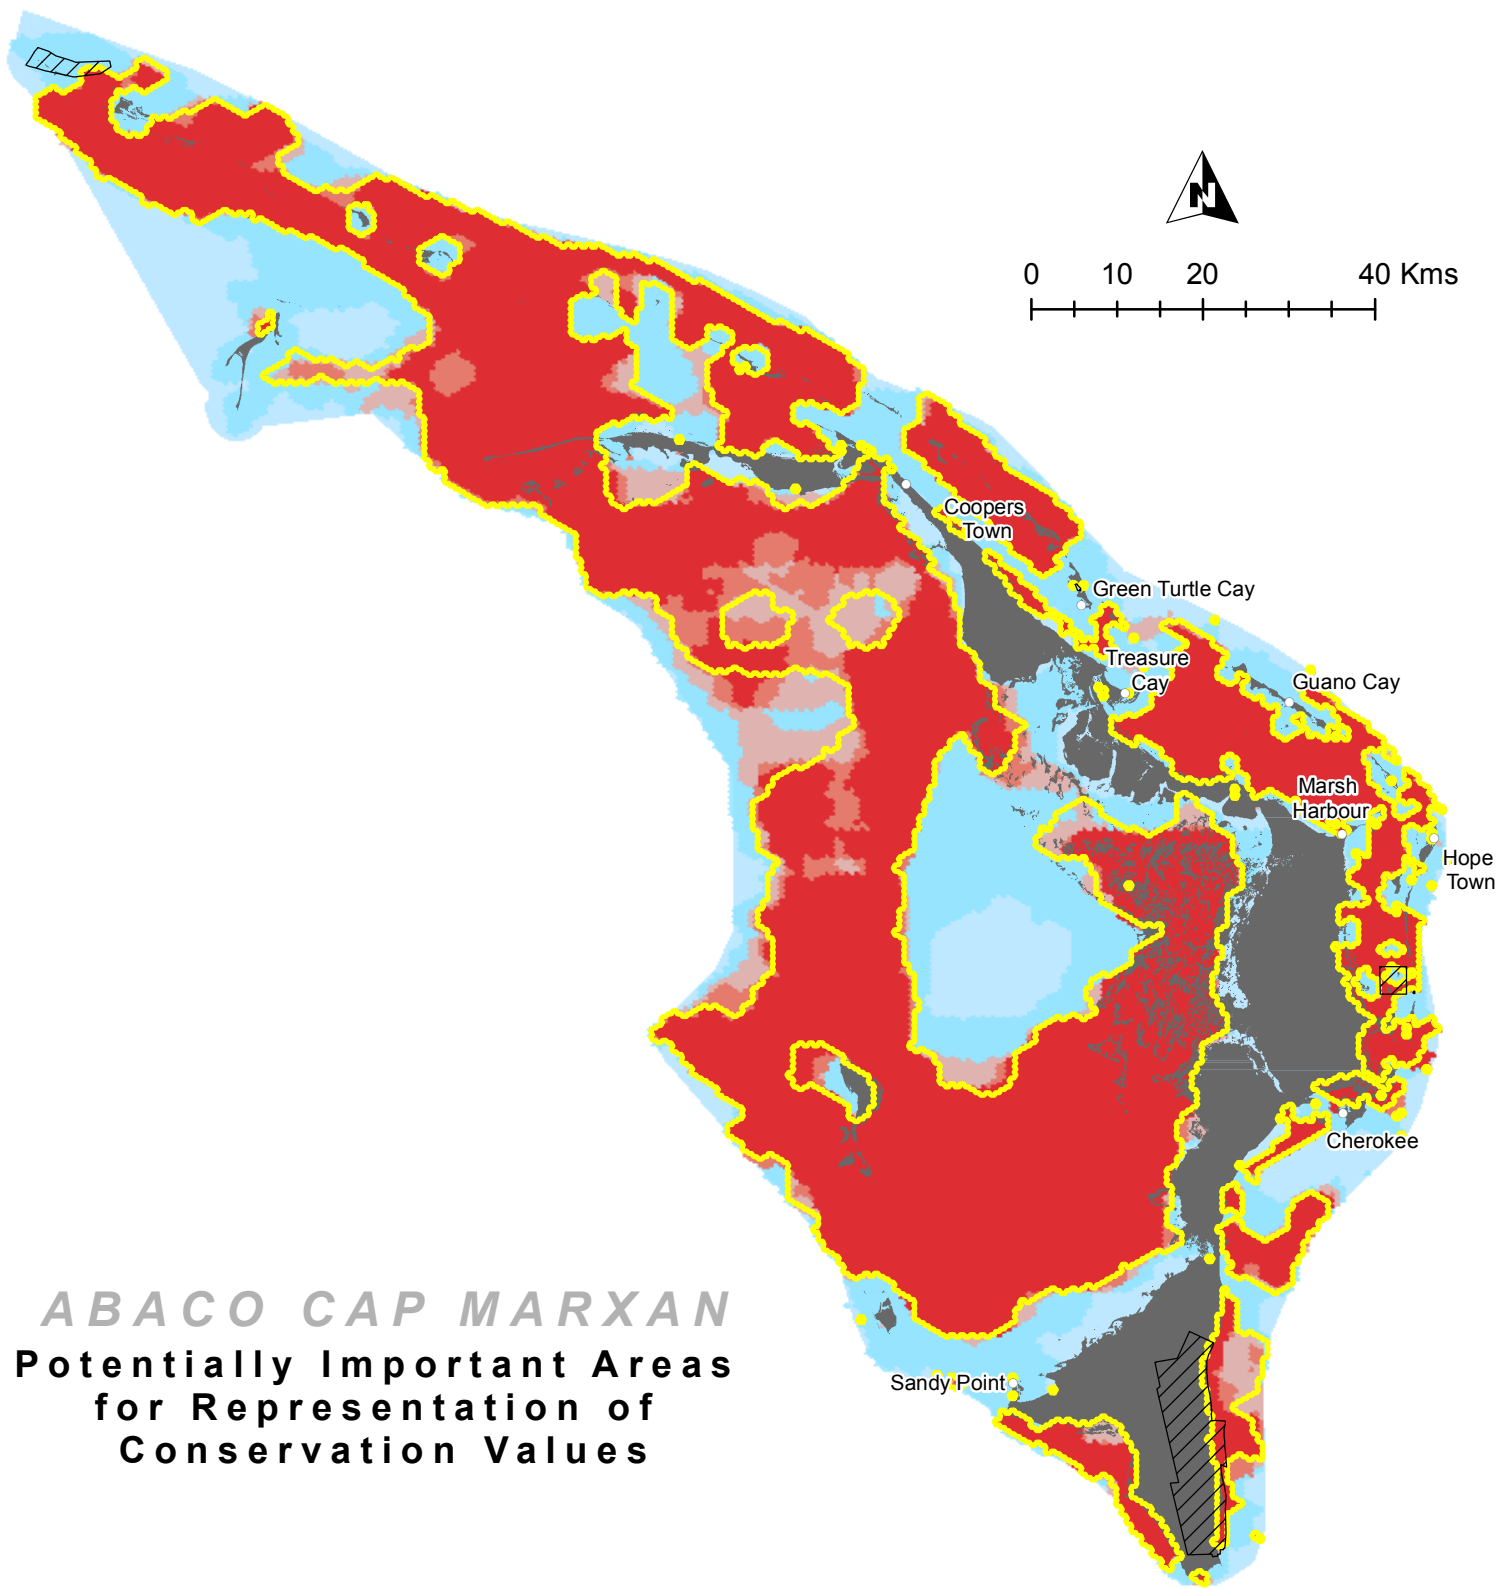 N
0 10 20 40 Kms
Coopers
Town
Green Turtle Cay
Treasure
Cay
Guano Cay
Marsh
Harbour
Hope
Town
Cherokee
Sandy Point
ABACO CAP MARXAN
Potentially Important Areas
for Representation of
Conservation Values